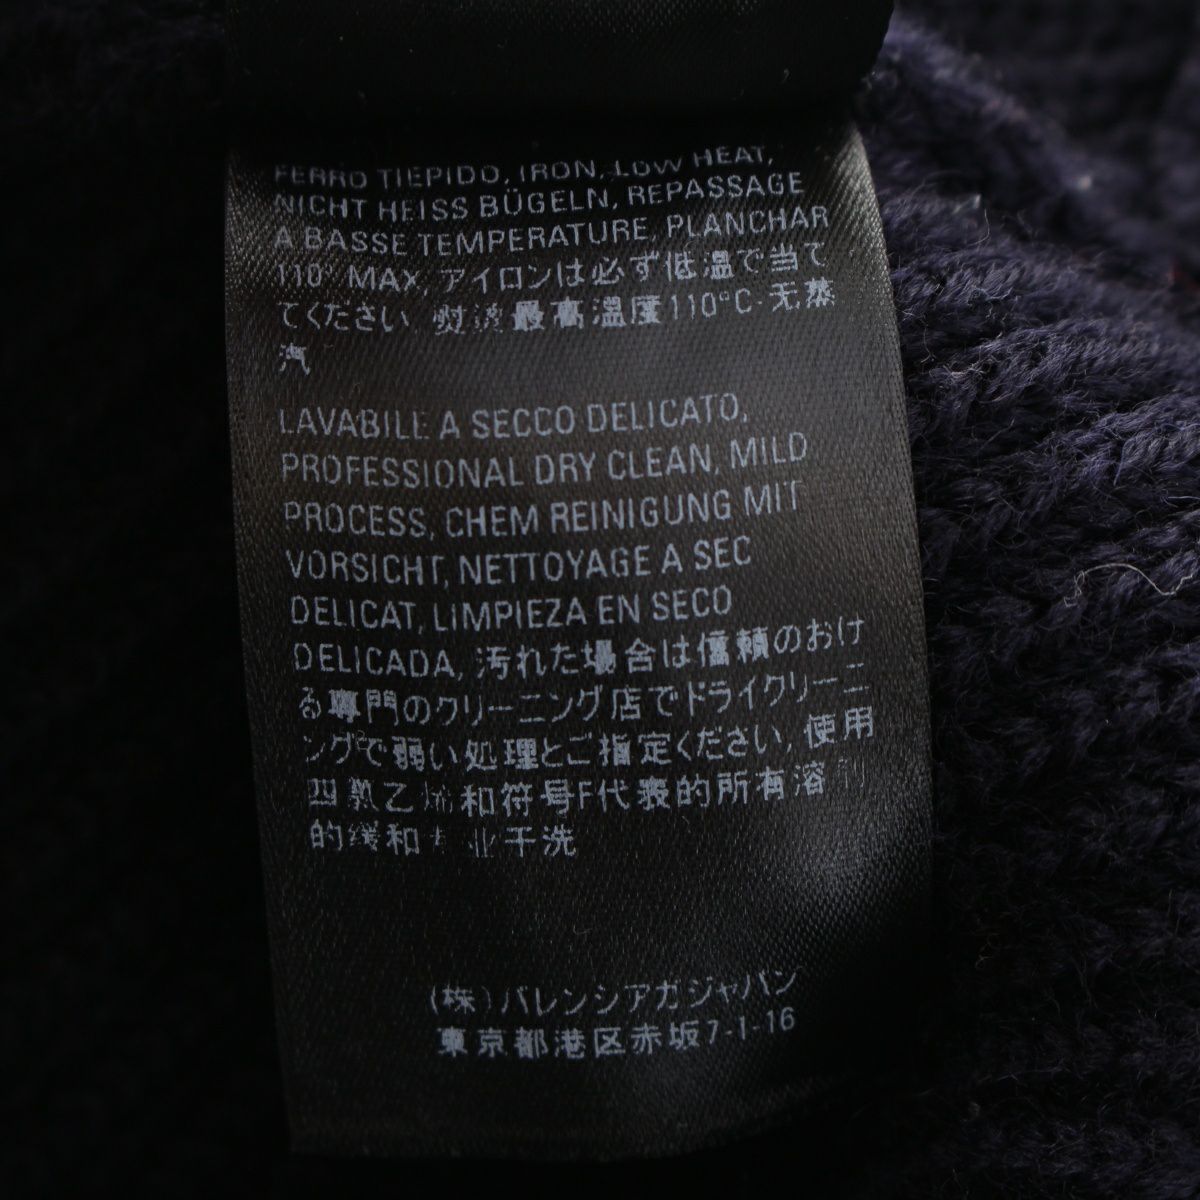 FERRO TIEPIDO, IRON, LOW HEAT,
NICHT HEISS BÜGELN, REPASSAGE
A BASSE TEMPERATURE, PLANCHAR
110° MAX, アイロンは必ず低温で当て
てください 熨烫最高温度110°C-无蒸
汽
LAVABILE A SECCO DELICATO,
PROFESSIONAL DRY CLEAN, MILD
PROCESS, CHEM REINIGUNG MIT
VORSICHT, NETTOYAGE A SEC
DELICAT, LIMPIEZA EN SECO
DELICADA, 汚れた場合は信頼のおけ
る専門のクリーニング店でドライクリーニ
ングで弱い処理とご指定ください, 使用
四氯乙烯和符号F代表的所有溶剂
的缓和专业干洗
(株)バレンシアガジャパン
東京都港区赤坂7-1-16